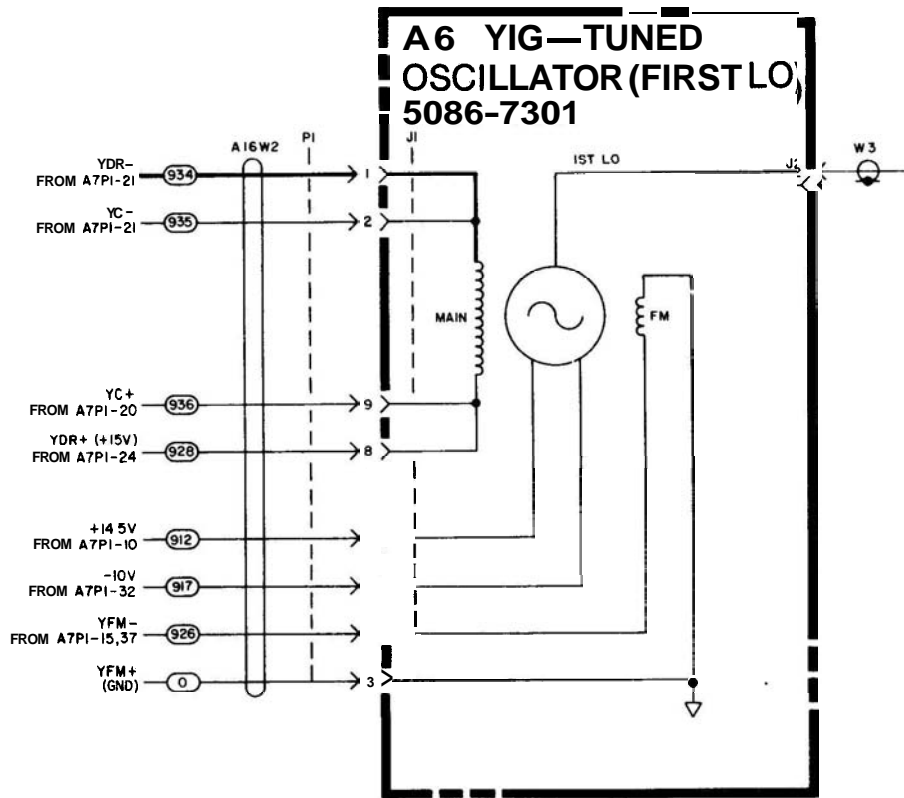 A6 YIG—TUNED
OSCILLATOR (FIRST LO)
5086-7301
A16W2
P1
J1
1ST LO
J2
W3
YDR-
FROM A7P1-21
934
1
YC-
FROM A7P1-21
935
2
MAIN
FM
YC+
FROM A7P1-20
936
9
YDR+ (+15V)
FROM A7P1-24
928
8
+14 5V
FROM A7P1-10
912
-10V
FROM A7P1-32
917
YFM-
FROM A7P1-15,37
926
YFM+
(GND)
0
3